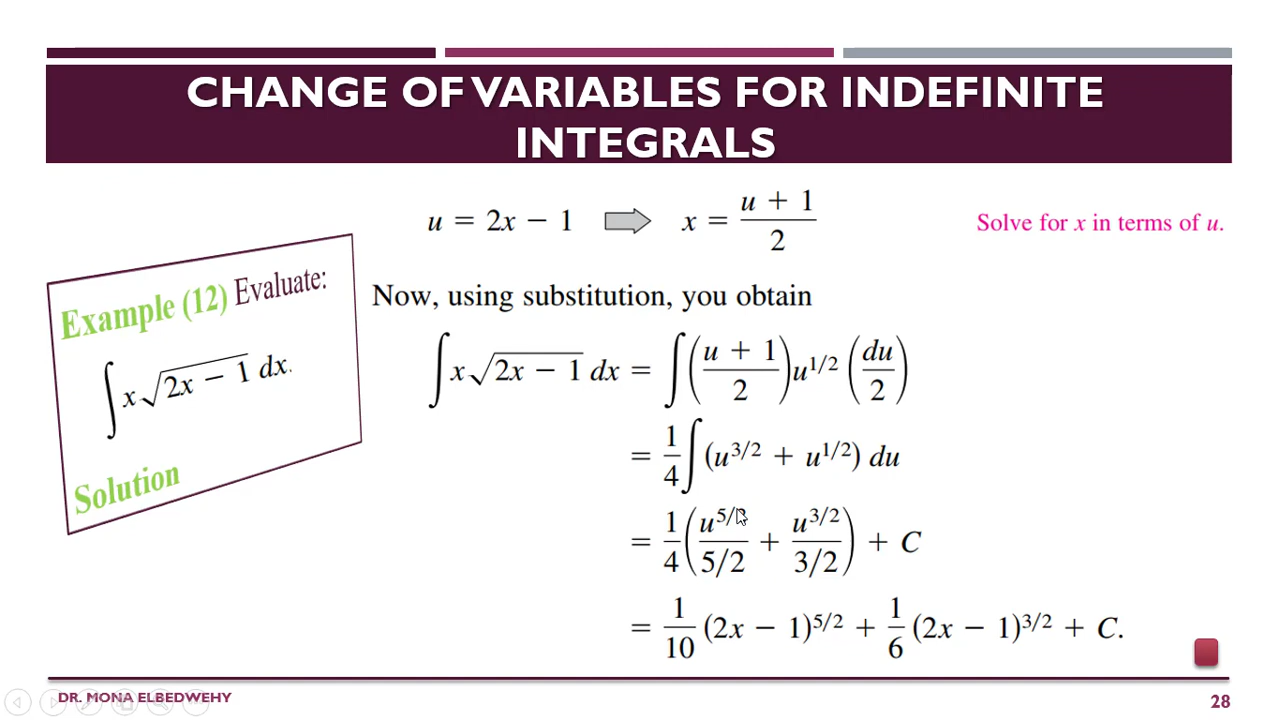 CHANGE OF VARIABLES FOR INDEFINITE
INTEGRALS
u = 2x − 1 ⇒ x = (u + 1)/2
Solve for x in terms of u.
Example (12) Evaluate:
∫ x√(2x − 1) dx.
Solution
Now, using substitution, you obtain
∫ x√(2x − 1) dx = ∫ ((u + 1)/2) u^(1/2) (du/2)
= 1/4 ∫ (u^(3/2) + u^(1/2)) du
= 1/4 (u^(5/2)/(5/2) + u^(3/2)/(3/2)) + C
= 1/10 (2x − 1)^(5/2) + 1/6 (2x − 1)^(3/2) + C.
DR. MONA ELBEDWEHY
28